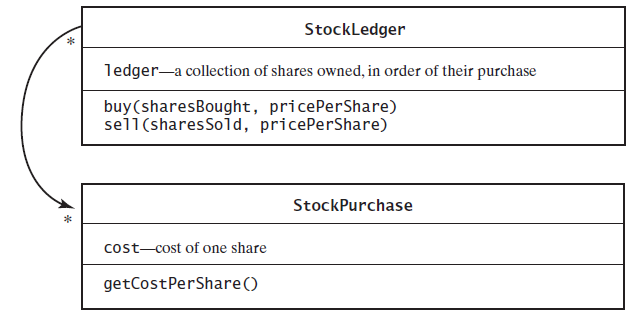 StockLedger
*
ledger—a collection of shares owned, in order of their purchase
buy(sharesBought, pricePerShare)
sell(sharesSold, pricePerShare)
StockPurchase
*
cost—cost of one share
getCostPerShare()